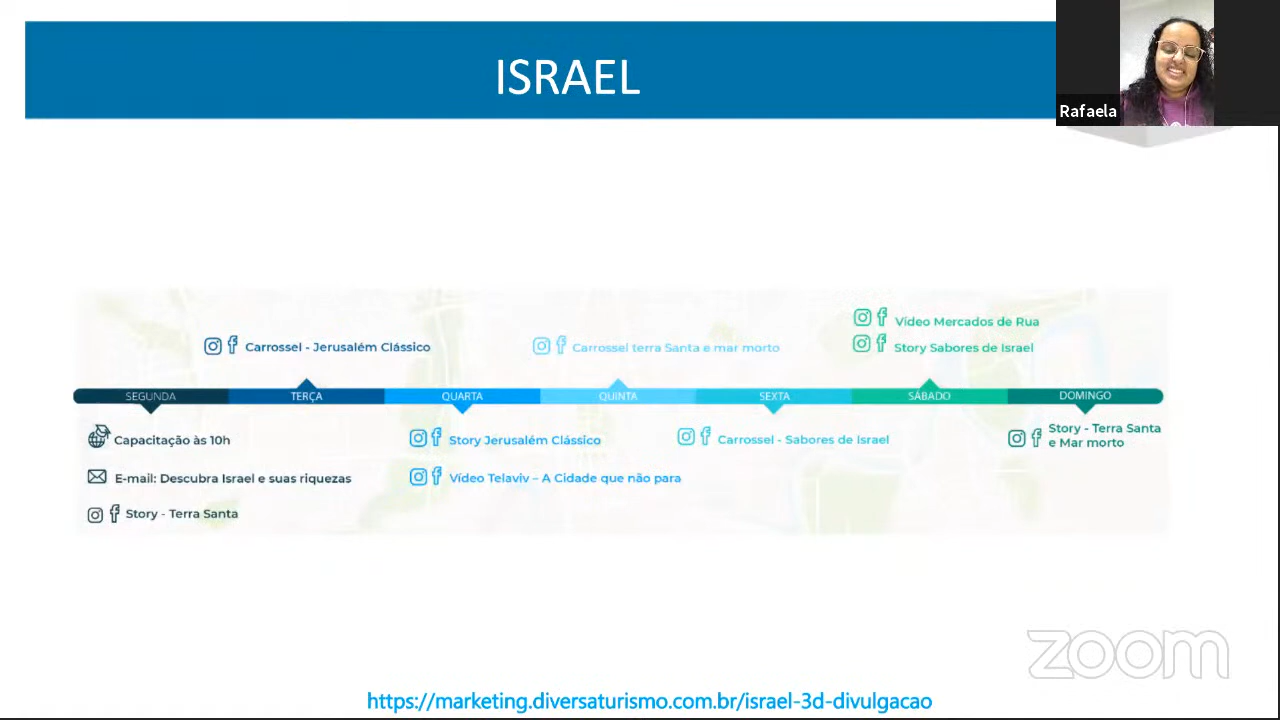 ISRAEL
Rafaela
Vídeo Mercados de Rua
Carrossel - Jerusalém Clássico
Carrossel terra Santa e mar morto
Story Sabores de Israel
SEGUNDA
TERÇA
QUARTA
QUINTA
SEXTA
SÁBADO
DOMINGO
Capacitação às 10h
Story Jerusalém Clássico
Carrossel - Sabores de Israel
Story - Terra Santa
e Mar morto
E-mail: Descubra Israel e suas riquezas
Vídeo Telaviv – A Cidade que não para
Story - Terra Santa
zoom
https://marketing.diversaturismo.com.br/israel-3d-divulgacao